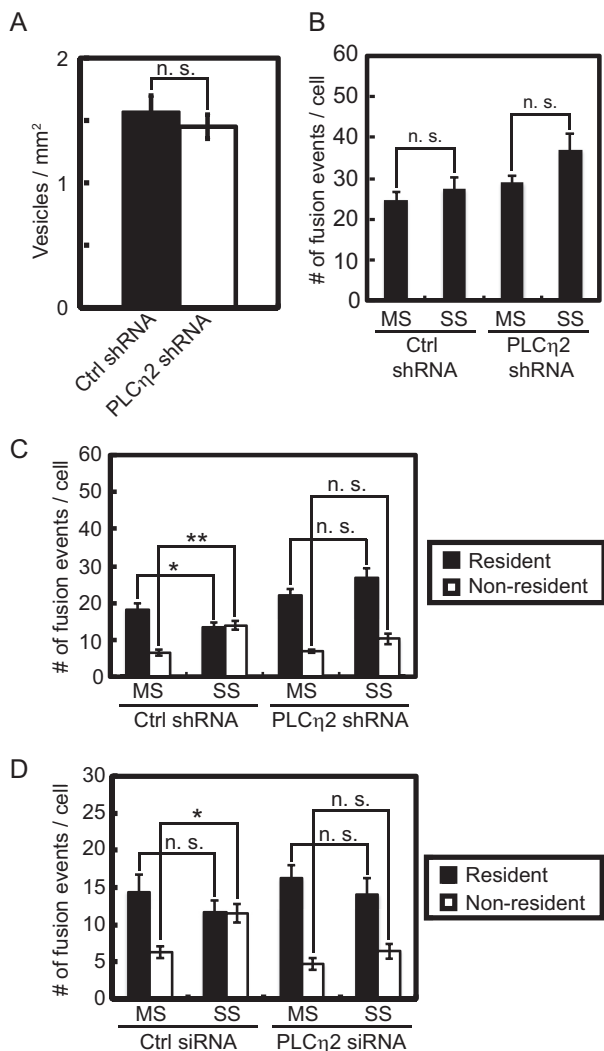 A
Vesicles / mm²
2
1
0
n. s.
Ctrl shRNA
PLCη2 shRNA
B
# of fusion events / cell
60
50
40
30
20
10
0
n. s.
n. s.
MS SS MS SS
Ctrl shRNA
PLCη2 shRNA
C
# of fusion events / cell
60
50
40
30
20
10
0
n. s.
**
n. s.
*
MS SS MS SS
Ctrl shRNA PLCη2 shRNA
Resident
Non-resident
D
# of fusion events / cell
30
25
20
15
10
5
0
n. s.
*
n. s.
n. s.
MS SS MS SS
Ctrl siRNA PLCη2 siRNA
Resident
Non-resident